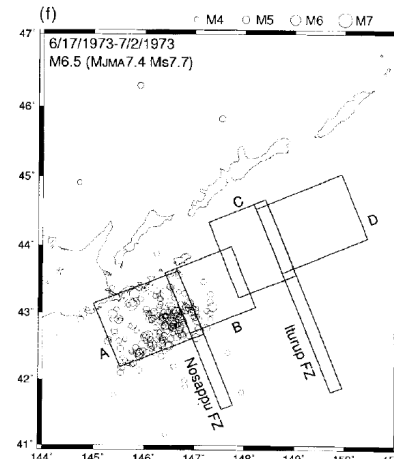 (f)
M4 M5 M6 M7
6/17/1973-7/2/1973
M6.5 (MJMA7.4 Ms7.7)
47˚
46˚
45˚
44˚
43˚
42˚
41˚
C
D
A
B
Nosappu FZ
Iturup FZ
144˚ 145˚ 146˚ 147˚ 148˚ 149˚ 150˚